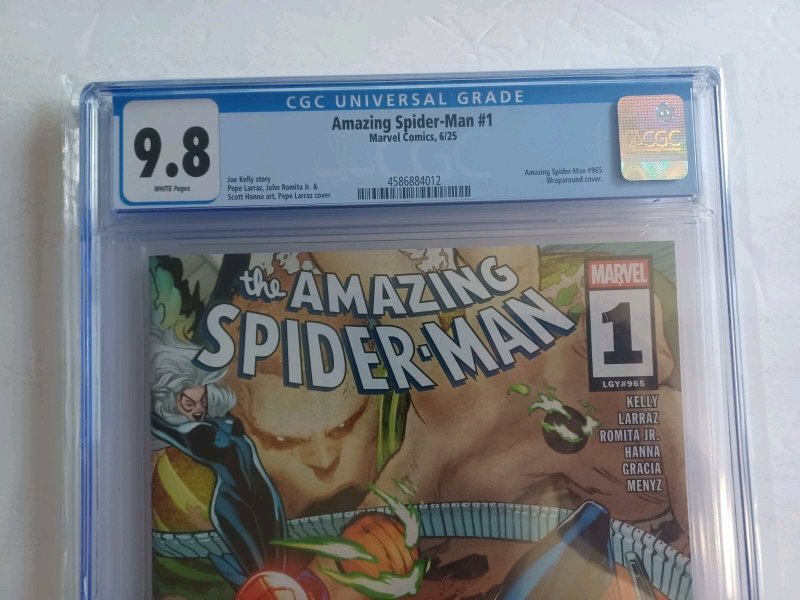 CGC UNIVERSAL GRADE
9.8
WHITE Pages
Amazing Spider-Man #1
Marvel Comics, 6/25
Joe Kelly story
Pepe Larraz, John Romita Jr. &
Scott Hanna art, Pepe Larraz cover
4586884012
Amazing Spider-Man #965
Wraparound cover.
CGC
the AMAZING
SPIDER-MAN
MARVEL
1
LGY#965
KELLY
LARRAZ
ROMITA JR.
HANNA
GRACIA
MENYZ